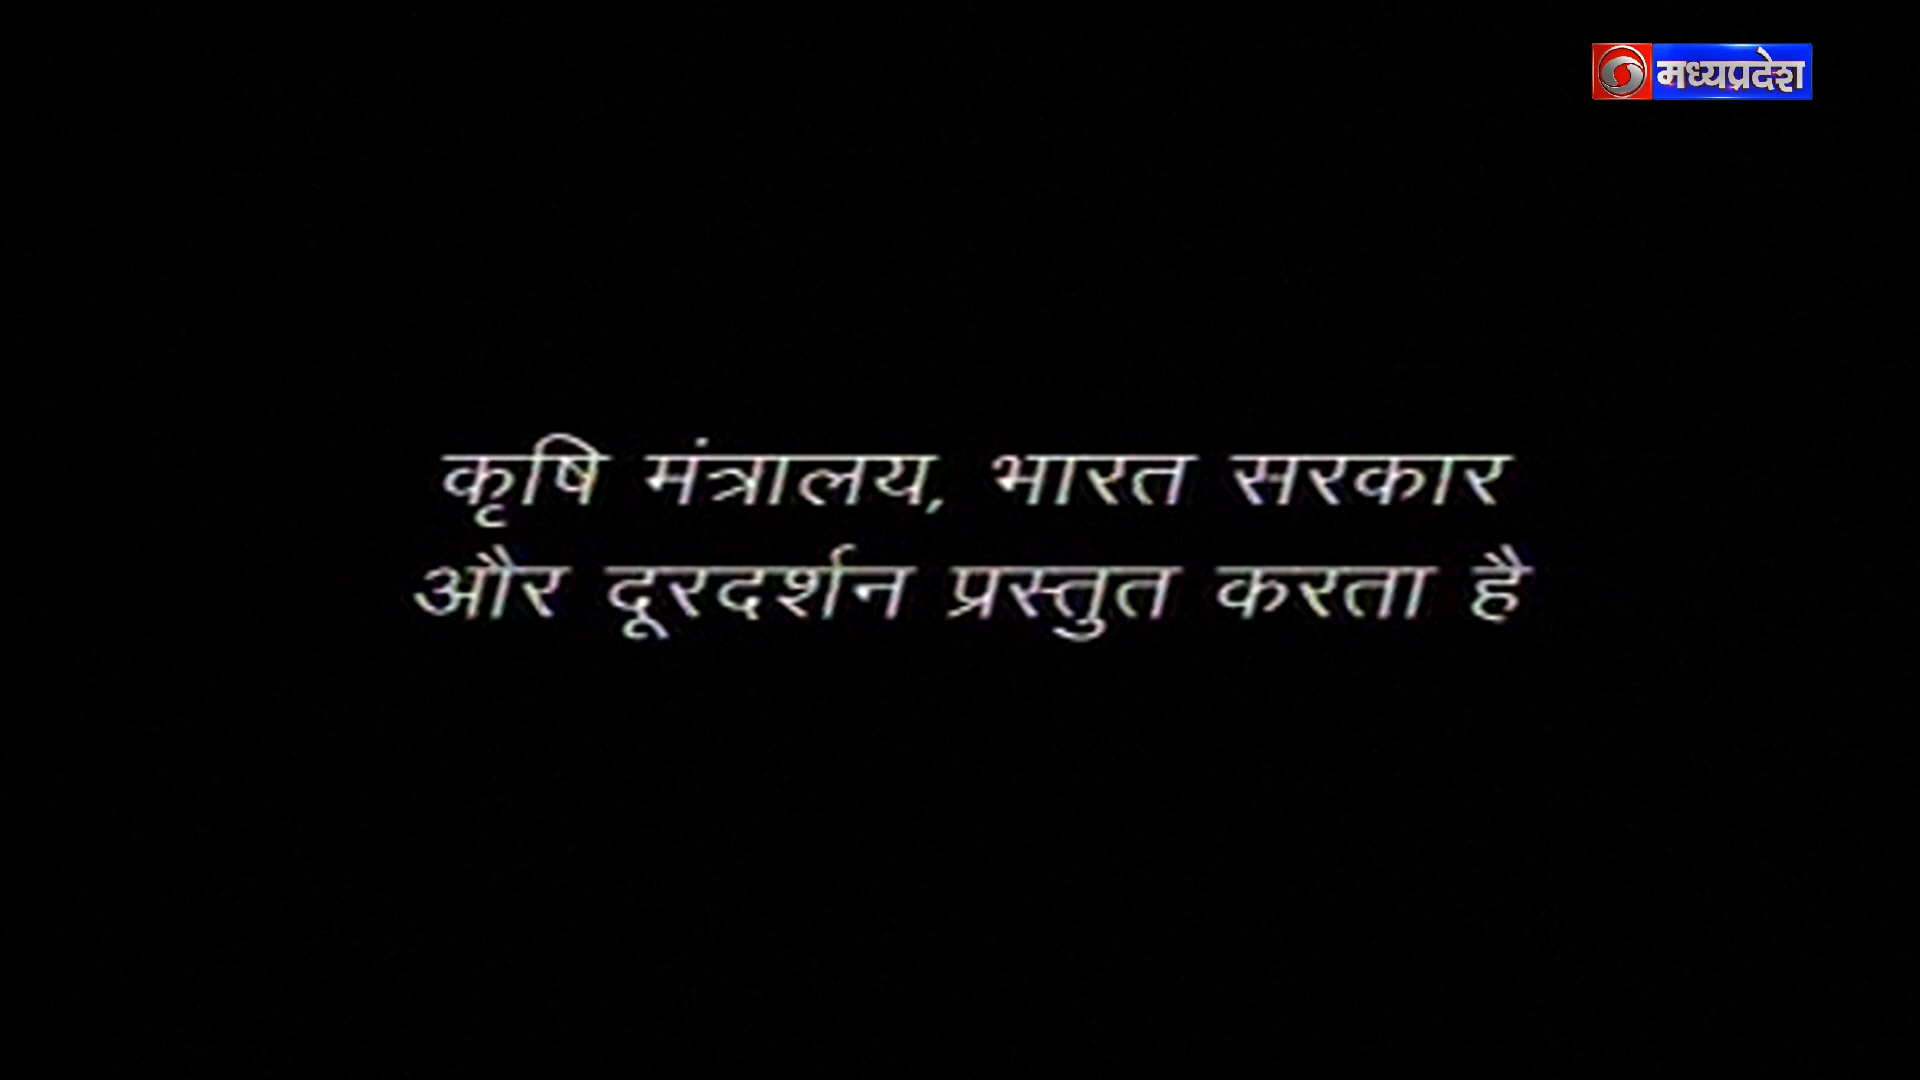 मध्यप्रदेश
कृषि मंत्रालय, भारत सरकार
और दूरदर्शन प्रस्तुत करता है